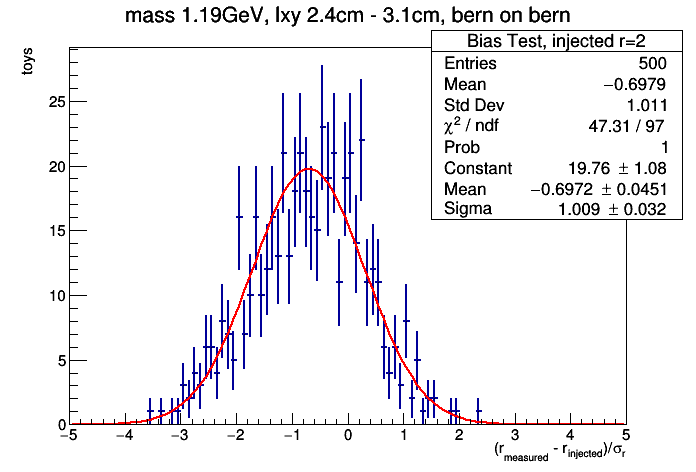 mass 1.19GeV, lxy 2.4cm - 3.1cm, bern on bern
toys
Bias Test, injected r=2
Entries 500
Mean −0.6979
Std Dev 1.011
χ² / ndf 47.31 / 97
Prob 1
Constant 19.76 ± 1.08
Mean −0.6972 ± 0.0451
Sigma 1.009 ± 0.032
25
20
15
10
5
0
−5 −4 −3 −2 −1 0 1 2 3 4 5
(r_measured - r_injected)/σ_r